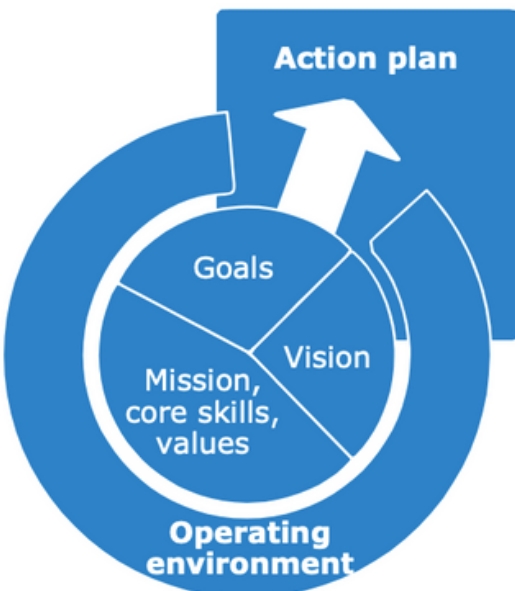 Action plan
Goals
Vision
Mission,
core skills,
values
Operating
environment